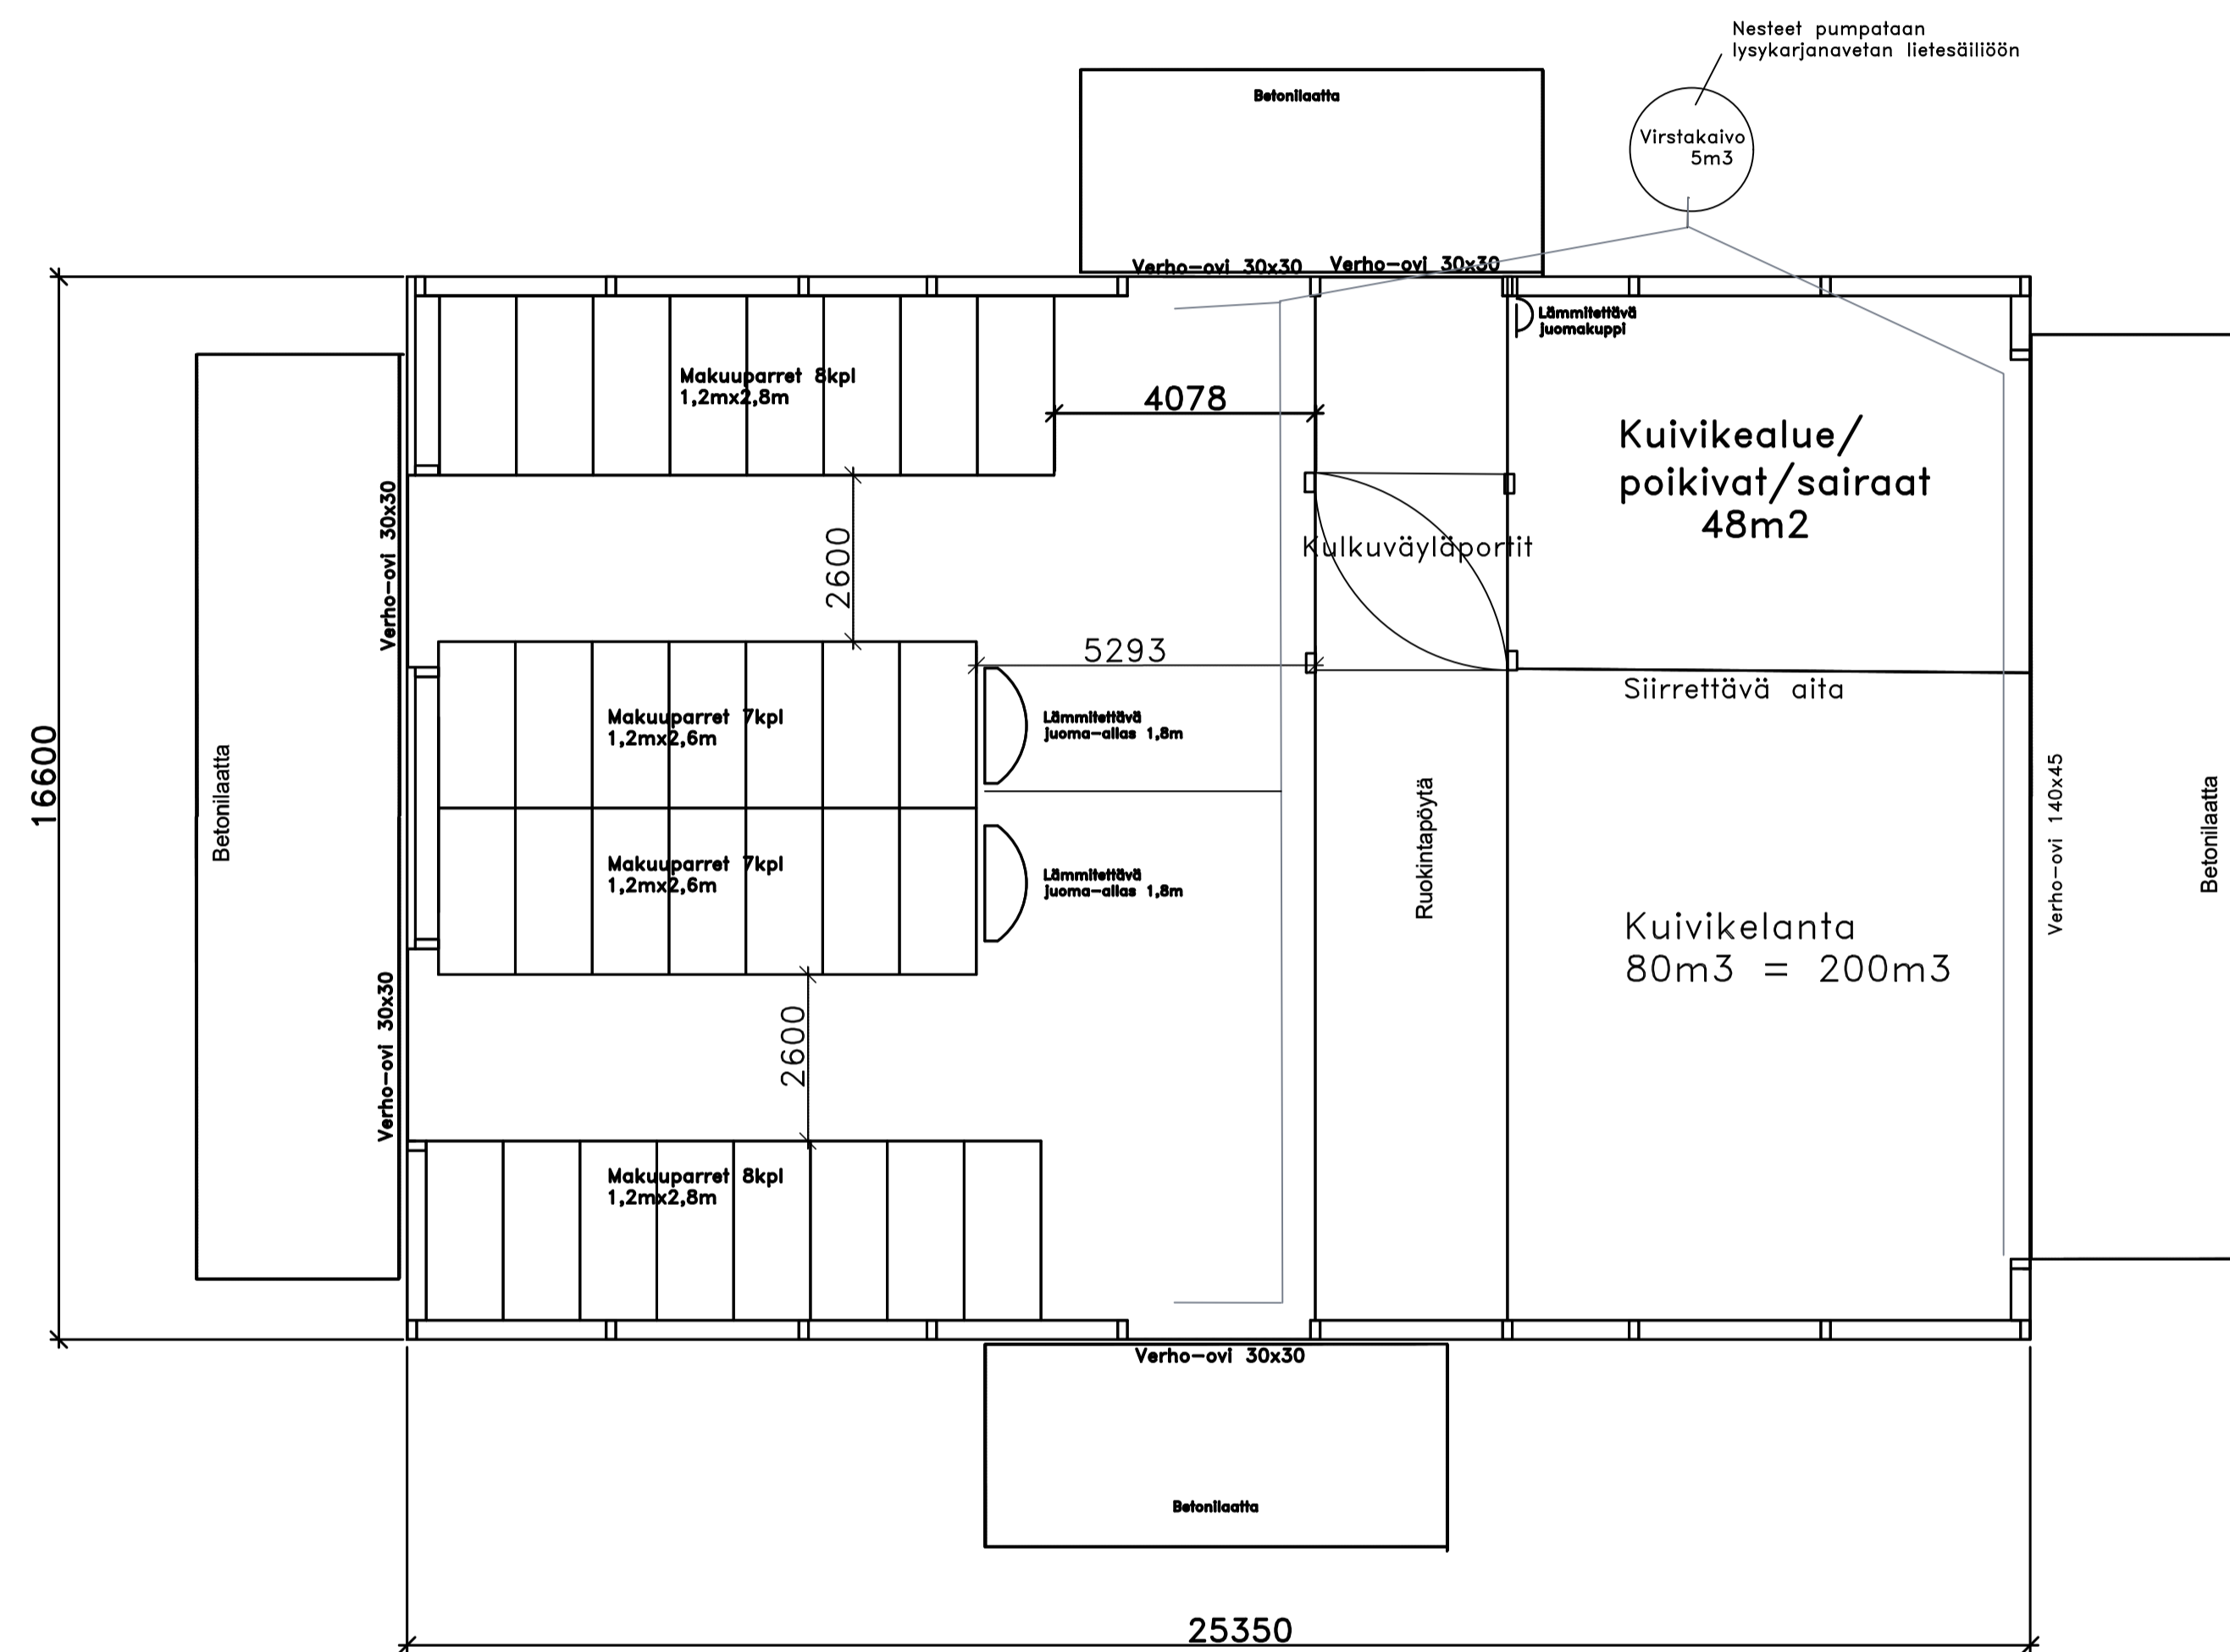 Nesteet pumpataan
lysykarjanavetan lietesäiliöön
Betonilaatta
Virstakaivo
5m3
Verho-ovi 30x30
Verho-ovi 30x30
Lämmitettävä
juomakuppi
Makuuparret 8kpl
1,2mx2,8m
4078
Kuivikealue/
poikivat/sairaat
48m2
Verho-ovi 30x30
2600
Kulkuväyläportit
5293
Siirrettävä aita
Makuuparret 7kpl
1,2mx2,6m
Lämmitettävä
juoma-allas 1,8m
16600
Betonilaatta
Ruokintapöytä
Verho-ovi 140x45
Betonilaatta
Makuuparret 7kpl
1,2mx2,6m
Lämmitettävä
juoma-allas 1,8m
Kuivikelanta
80m3 = 200m3
Verho-ovi 30x30
2600
Makuuparret 8kpl
1,2mx2,8m
Verho-ovi 30x30
Betonilaatta
25350